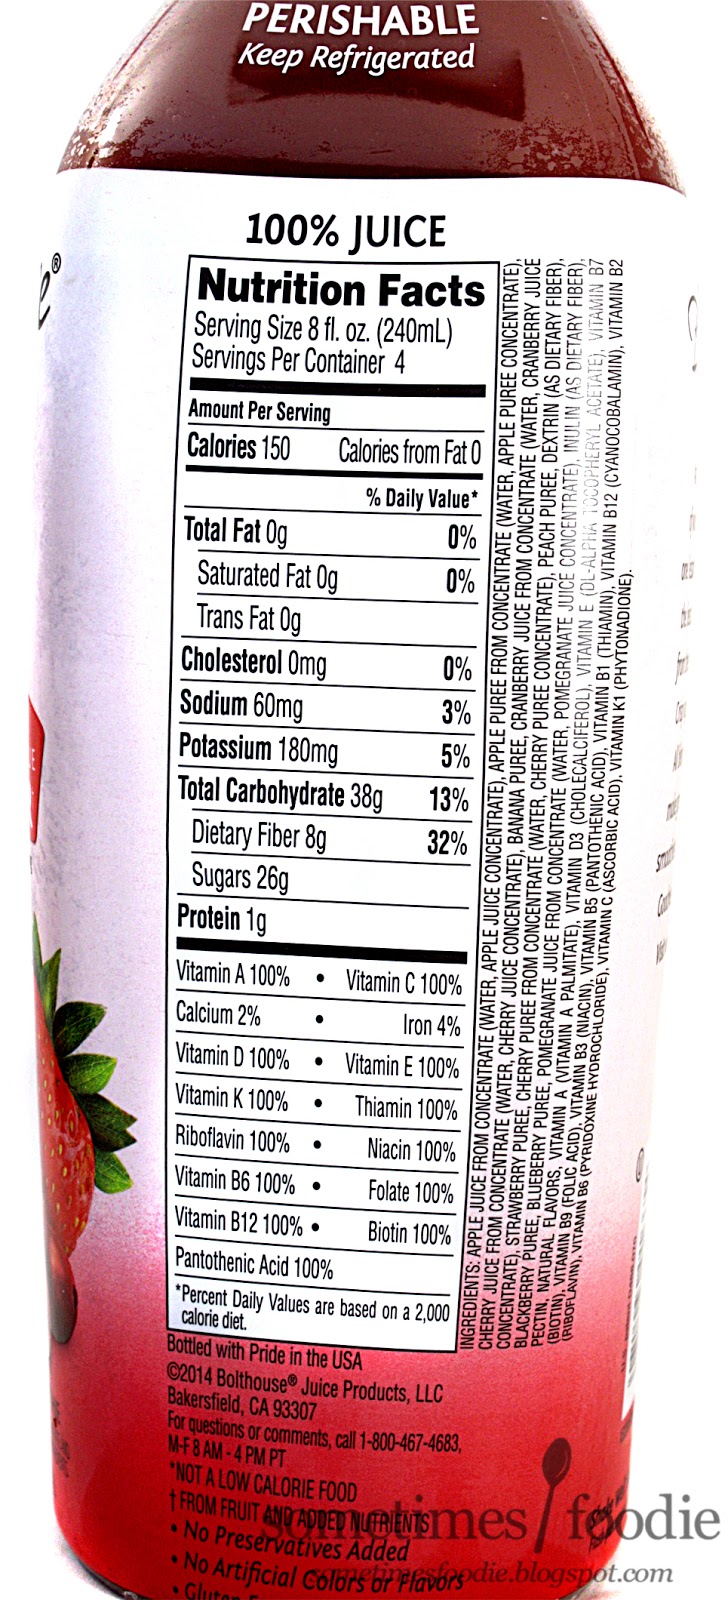 PERISHABLE
Keep Refrigerated
100% JUICE
Nutrition Facts
Serving Size 8 fl. oz. (240mL)
Servings Per Container 4
Amount Per Serving
Calories 150 Calories from Fat 0
% Daily Value*
Total Fat 0g 0%
Saturated Fat 0g 0%
Trans Fat 0g
Cholesterol 0mg 0%
Sodium 60mg 3%
Potassium 180mg 5%
Total Carbohydrate 38g 13%
Dietary Fiber 8g 32%
Sugars 26g
Protein 1g
Vitamin A 100% • Vitamin C 100%
Calcium 2% • Iron 4%
Vitamin D 100% • Vitamin E 100%
Vitamin K 100% • Thiamin 100%
Riboflavin 100% • Niacin 100%
Vitamin B6 100% • Folate 100%
Vitamin B12 100% • Biotin 100%
Pantothenic Acid 100%
*Percent Daily Values are based on a 2,000
calorie diet.
INGREDIENTS: APPLE JUICE FROM CONCENTRATE (WATER, APPLE JUICE CONCENTRATE), APPLE PUREE FROM CONCENTRATE (WATER, APPLE PUREE CONCENTRATE),
CHERRY JUICE FROM CONCENTRATE (WATER, CHERRY JUICE CONCENTRATE), BANANA PUREE, CRANBERRY JUICE FROM CONCENTRATE (WATER, CRANBERRY JUICE
CONCENTRATE), STRAWBERRY PUREE, CHERRY PUREE FROM CONCENTRATE (WATER, CHERRY PUREE CONCENTRATE), PEACH PUREE, DEXTRIN (AS DIETARY FIBER),
BLACKBERRY PUREE, BLUEBERRY PUREE, POMEGRANATE JUICE FROM CONCENTRATE (WATER, POMEGRANATE JUICE CONCENTRATE), INULIN (AS DIETARY FIBER),
PECTIN, NATURAL FLAVORS, VITAMIN A (VITAMIN A PALMITATE), VITAMIN D3 (CHOLECALCIFEROL), VITAMIN E (DL-ALPHA TOCOPHERYL ACETATE), VITAMIN B7
(BIOTIN), VITAMIN B9 (FOLIC ACID), VITAMIN B3 (NIACIN), VITAMIN B5 (PANTOTHENIC ACID), VITAMIN B1 (THIAMIN), VITAMIN B12 (CYANOCOBALAMIN), VITAMIN B2
(RIBOFLAVIN), VITAMIN B6 (PYRIDOXINE HYDROCHLORIDE), VITAMIN C (ASCORBIC ACID), VITAMIN K1 (PHYTONADIONE).
Bottled with Pride in the USA
©2014 Bolthouse® Juice Products, LLC
Bakersfield, CA 93307
For questions or comments, call 1-800-467-4683,
M-F 8 AM - 4 PM PT
*NOT A LOW CALORIE FOOD
†FROM FRUIT AND ADDED NUTRIENTS
• No Preservatives Added
• No Artificial Colors or Flavors
sometimes foodie
sometimesfoodie.blogspot.com